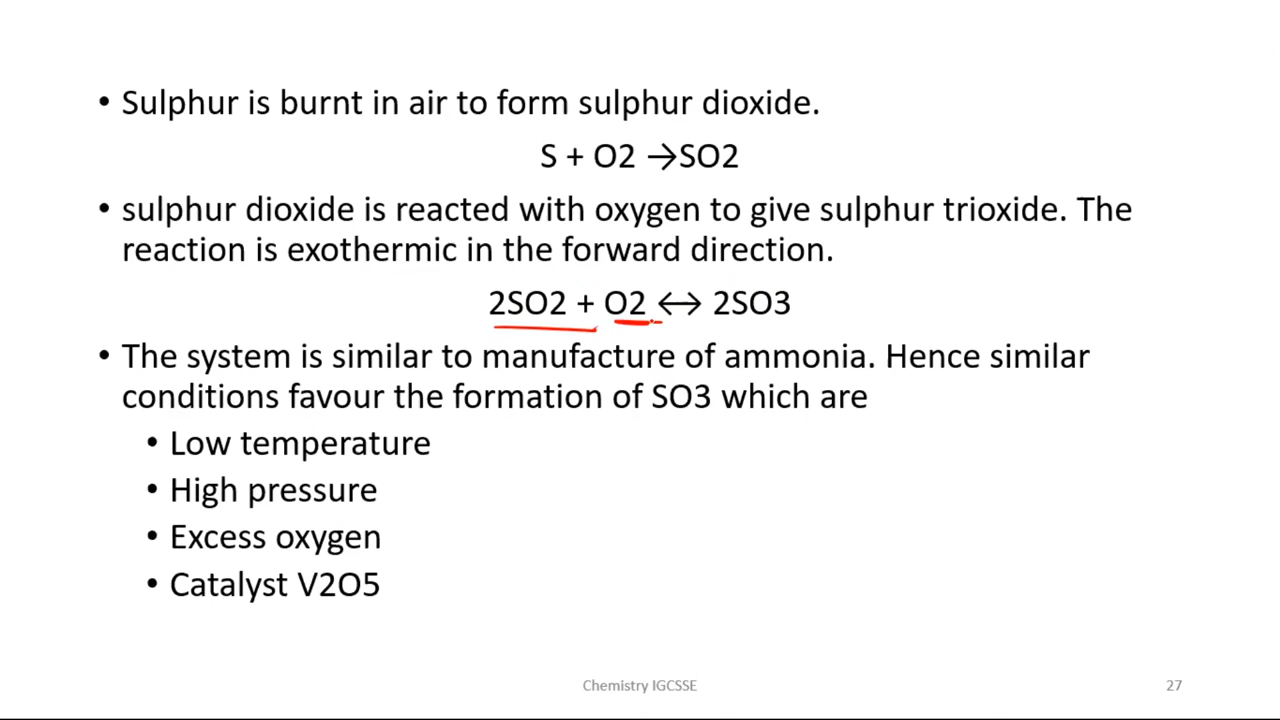 • Sulphur is burnt in air to form sulphur dioxide.
S + O2 →SO2
• sulphur dioxide is reacted with oxygen to give sulphur trioxide. The
reaction is exothermic in the forward direction.
2SO2 + O2 ↔ 2SO3
• The system is similar to manufacture of ammonia. Hence similar
conditions favour the formation of SO3 which are
• Low temperature
• High pressure
• Excess oxygen
• Catalyst V2O5
Chemistry IGCSSE
27